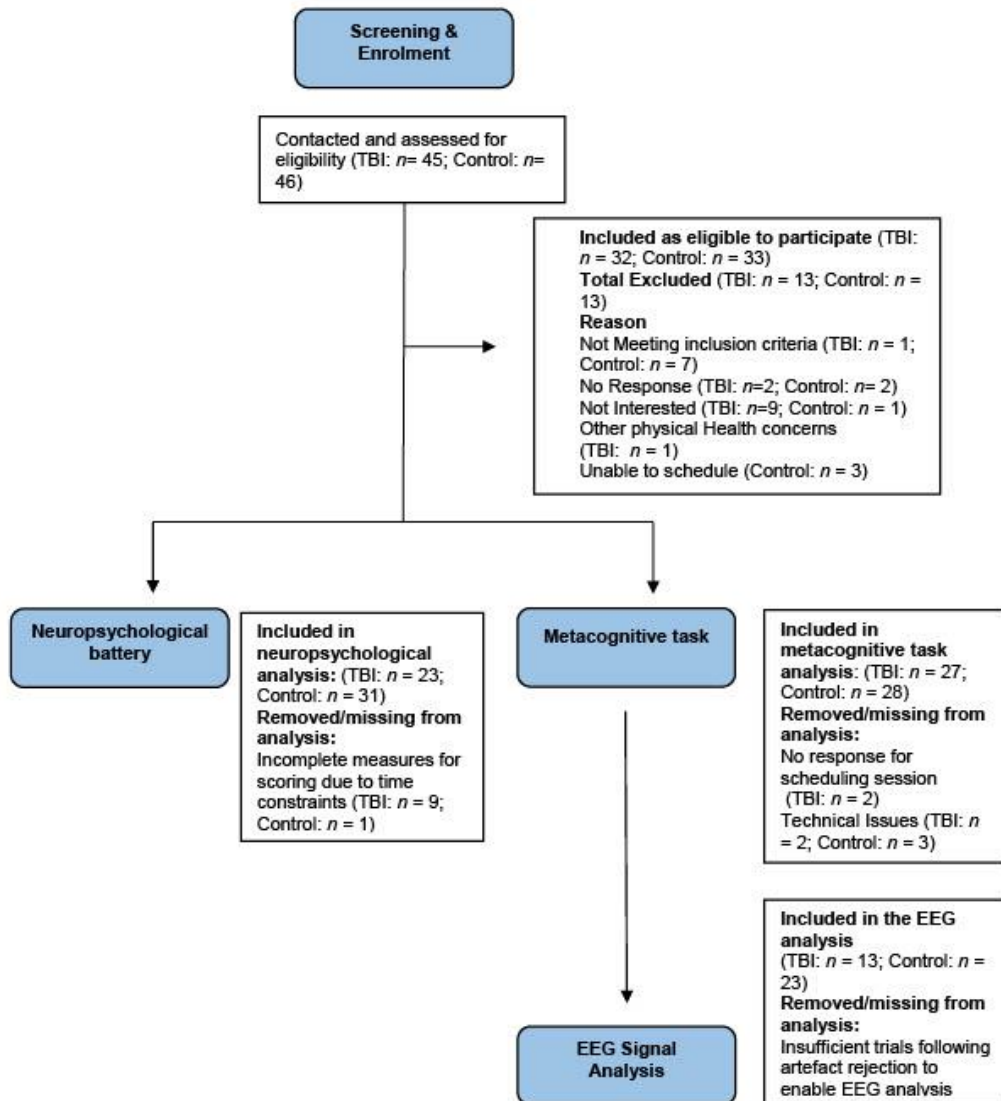 Screening &
Enrolment
Contacted and assessed for
eligibility (TBI: n= 45; Control: n=
46)
Included as eligible to participate (TBI:
n = 32; Control: n = 33)
Total Excluded (TBI: n = 13; Control: n =
13)
Reason
Not Meeting inclusion criteria (TBI: n = 1;
Control: n = 7)
No Response (TBI: n=2; Control: n= 2)
Not Interested (TBI: n=9; Control: n = 1)
Other physical Health concerns
(TBI: n = 1)
Unable to schedule (Control: n = 3)
Neuropsychological
battery
Included in
neuropsychological
analysis: (TBI: n = 23;
Control: n = 31)
Removed/missing from
analysis:
Incomplete measures for
scoring due to time
constraints (TBI: n = 9;
Control: n = 1)
Metacognitive task
Included in
metacognitive task
analysis: (TBI: n = 27;
Control: n = 28)
Removed/missing from
analysis:
No response for
scheduling session
(TBI: n = 2)
Technical Issues (TBI: n
= 2; Control: n = 3)
EEG Signal
Analysis
Included in the EEG
analysis
(TBI: n = 13; Control: n =
23)
Removed/missing from
analysis:
Insufficient trials following
artefact rejection to
enable EEG analysis